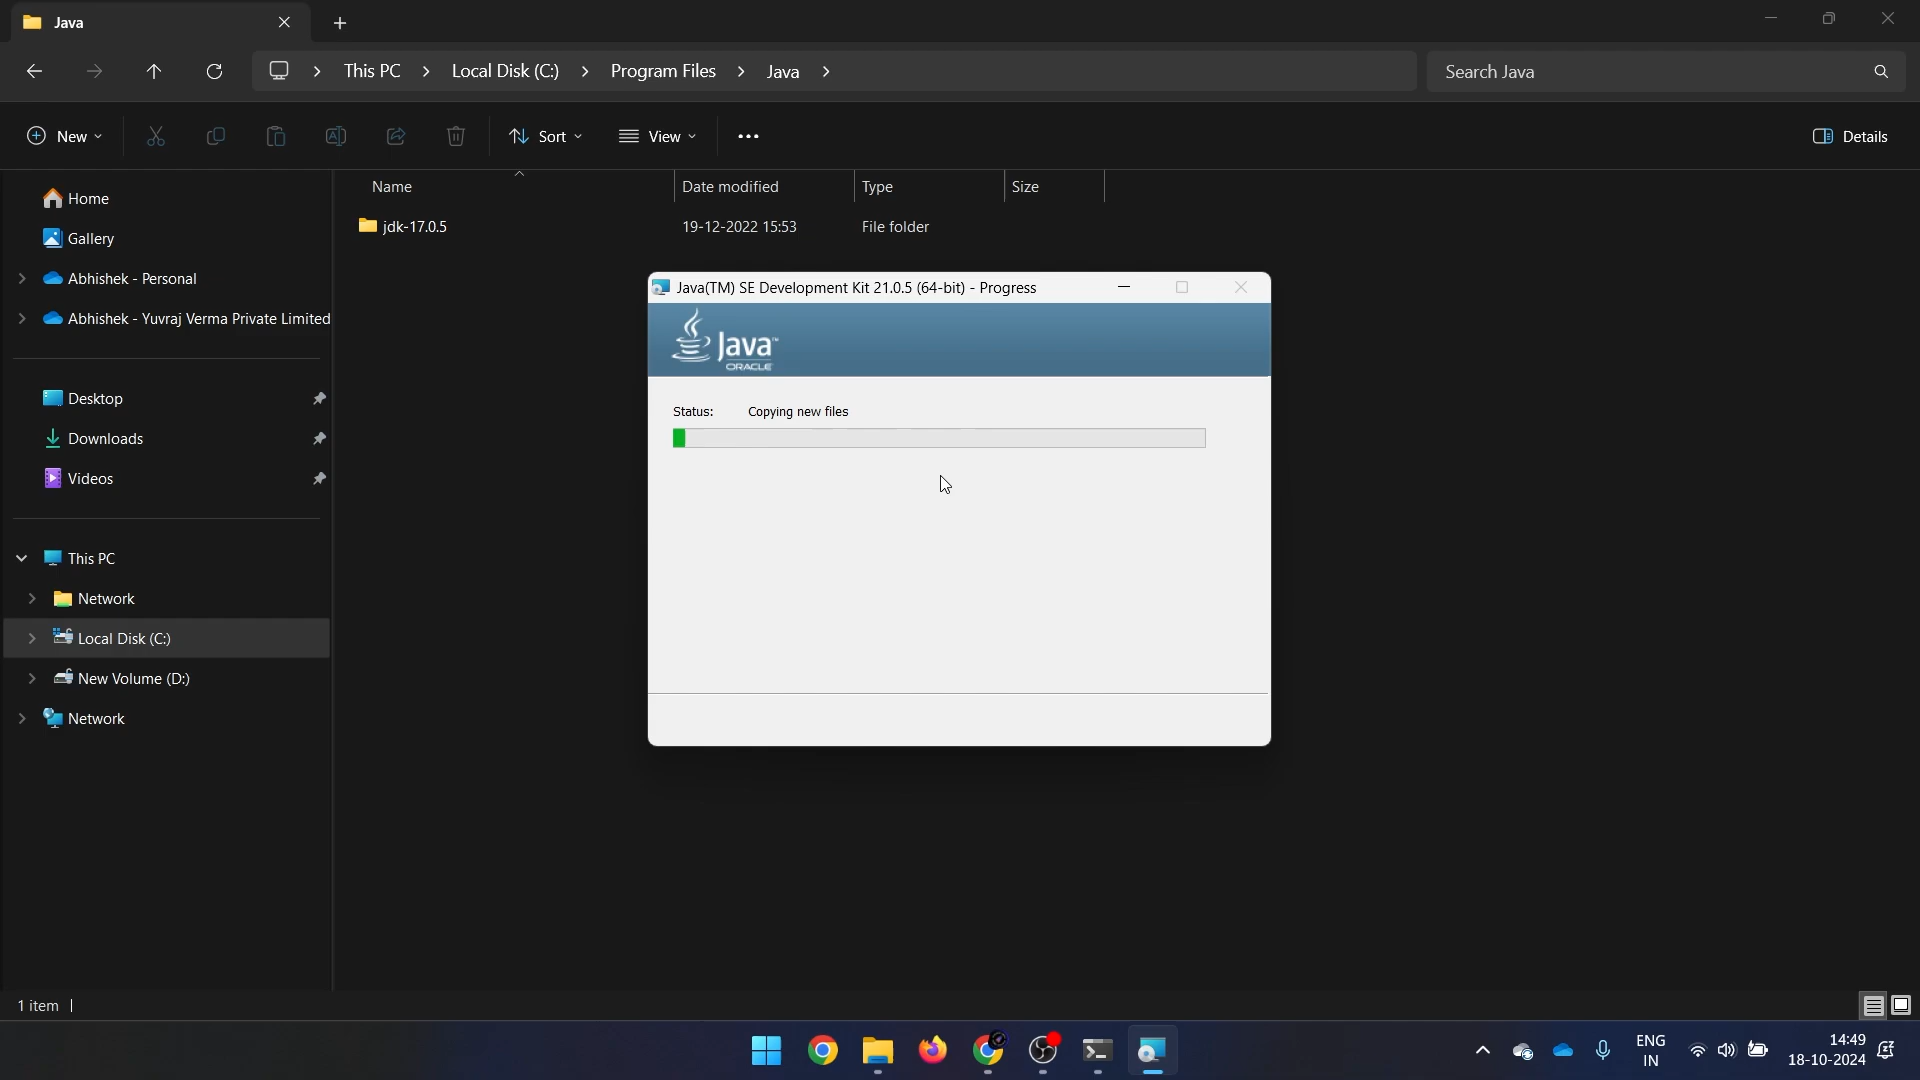 Java
This PC
Local Disk (C:)
Program Files
Java
Search Java
New
Sort
View
Details
Home
Gallery
Abhishek - Personal
Abhishek - Yuvraj Verma Private Limited
Desktop
Downloads
Videos
This PC
Network
Local Disk (C:)
New Volume (D:)
Network
Name
Date modified
Type
Size
jdk-17.0.5
19-12-2022 15:53
File folder
Java(TM) SE Development Kit 21.0.5 (64-bit) - Progress
Java™
ORACLE
Status: Copying new files
1 item
ENG
IN
14:49
18-10-2024